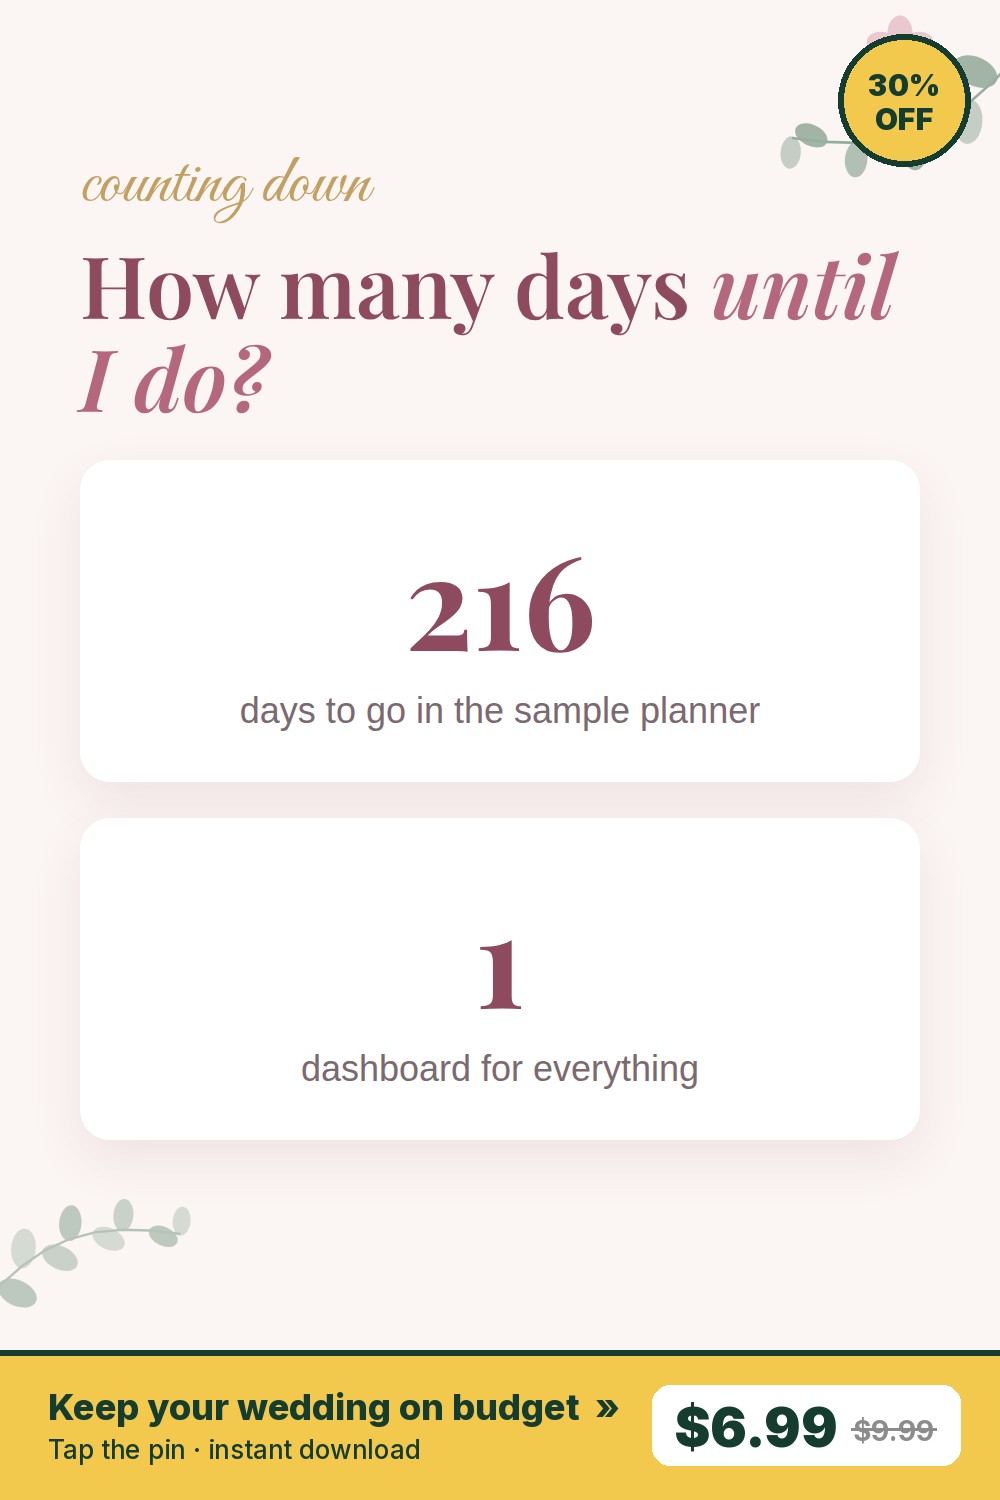 30%
OFF
counting down
How many days until
I do?
216
days to go in the sample planner
1
dashboard for everything
Keep your wedding on budget »
Tap the pin · instant download
$6.99 $9.99